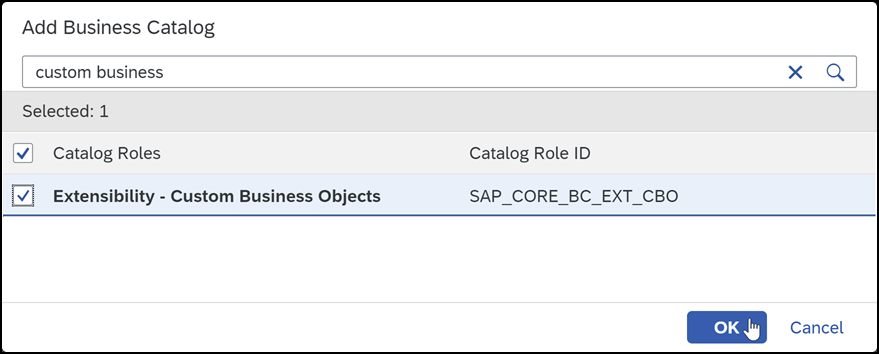 Add Business Catalog
custom business
Selected: 1
Catalog Roles Catalog Role ID
Extensibility - Custom Business Objects SAP_CORE_BC_EXT_CBO
OK Cancel